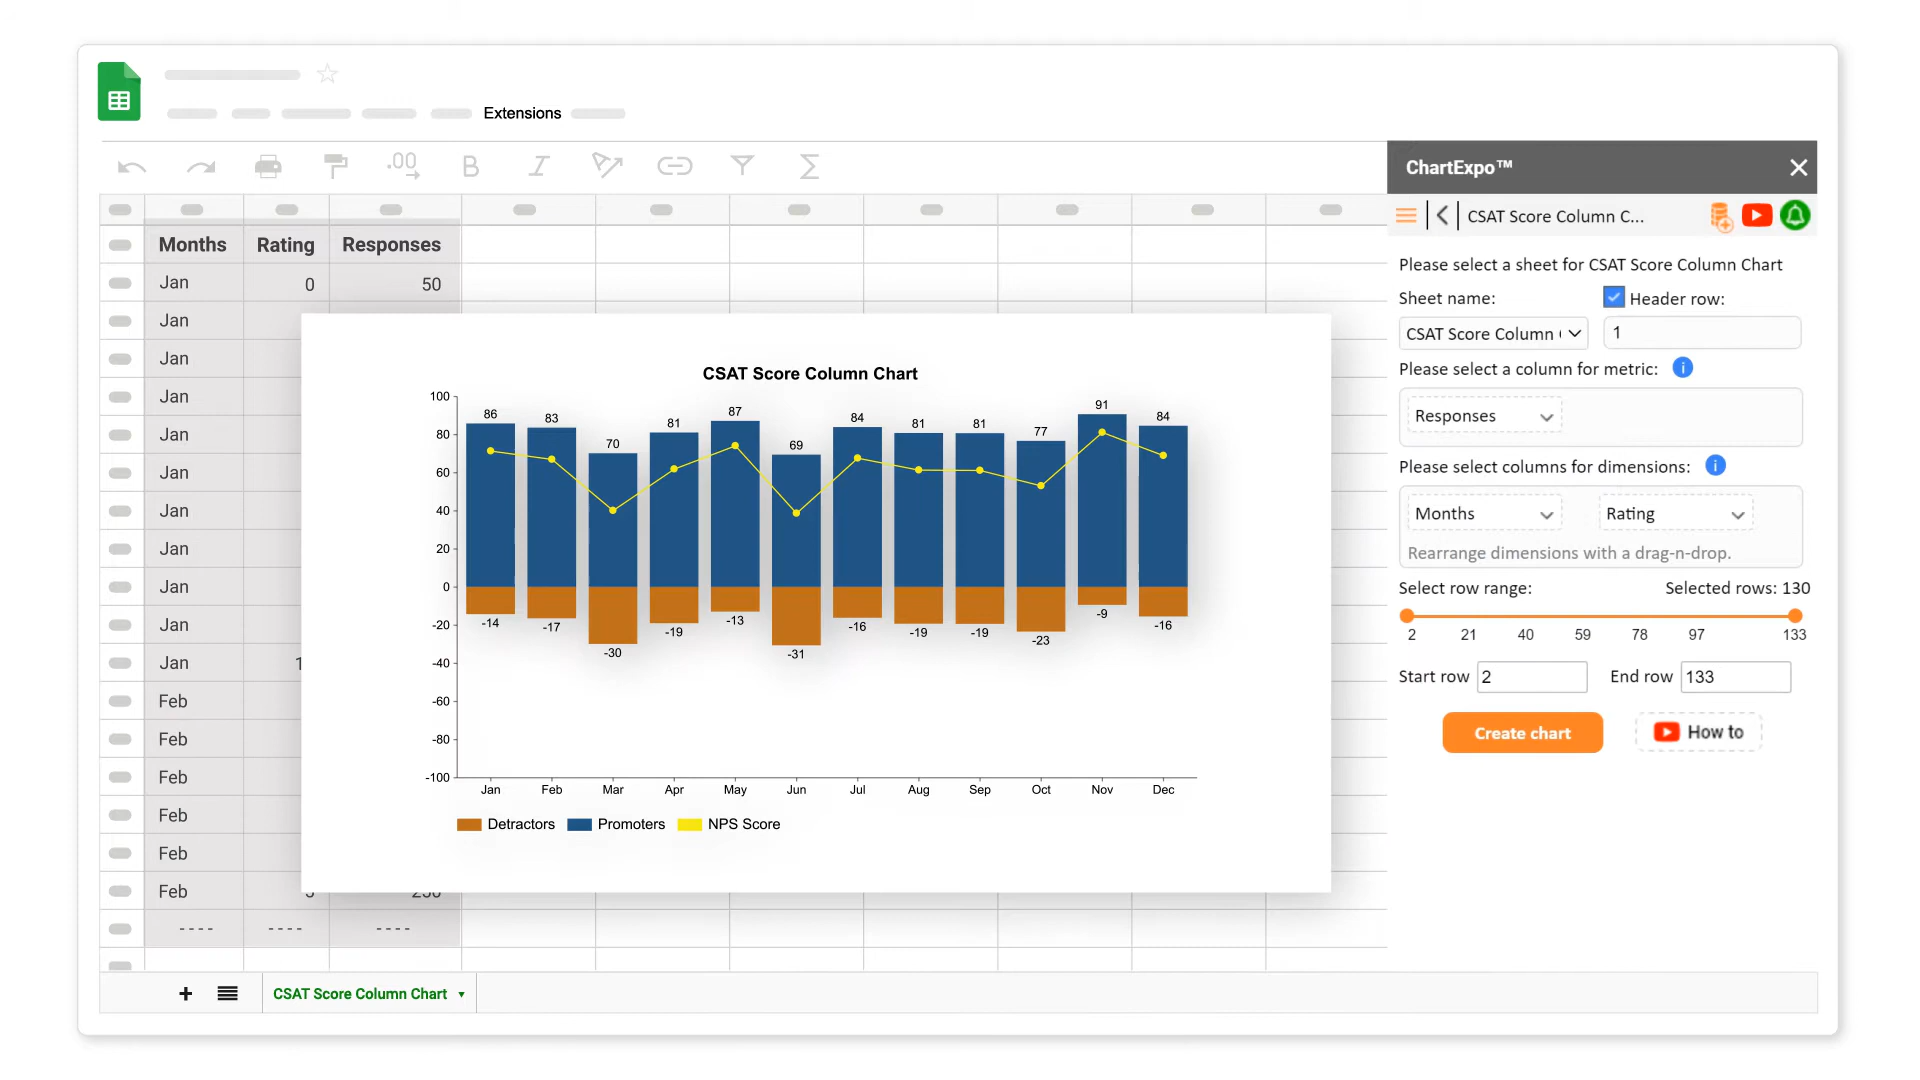 Extensions
.00
B
I
Months Rating Responses
Jan 0 50
Jan
Jan
Jan
Jan
Jan
Jan
Jan
Jan
Jan
Jan
Feb
Feb
Feb
Feb
Feb
Feb
---- ---- ----
CSAT Score Column Chart
CSAT Score Column Chart
100
80
60
40
20
0
-20
-40
-60
-80
-100
86 83 70 81 87 69 84 81 81 77 91 84
-14 -17 -30 -19 -13 -31 -16 -19 -19 -23 -9 -16
Jan Feb Mar Apr May Jun Jul Aug Sep Oct Nov Dec
Detractors Promoters NPS Score
ChartExpo™
CSAT Score Column C...
Please select a sheet for CSAT Score Column Chart
Sheet name: Header row:
CSAT Score Column 1
Please select a column for metric:
Responses
Please select columns for dimensions:
Months Rating
Rearrange dimensions with a drag-n-drop.
Select row range: Selected rows: 130
2 21 40 59 78 97 133
Start row 2 End row 133
Create chart How to